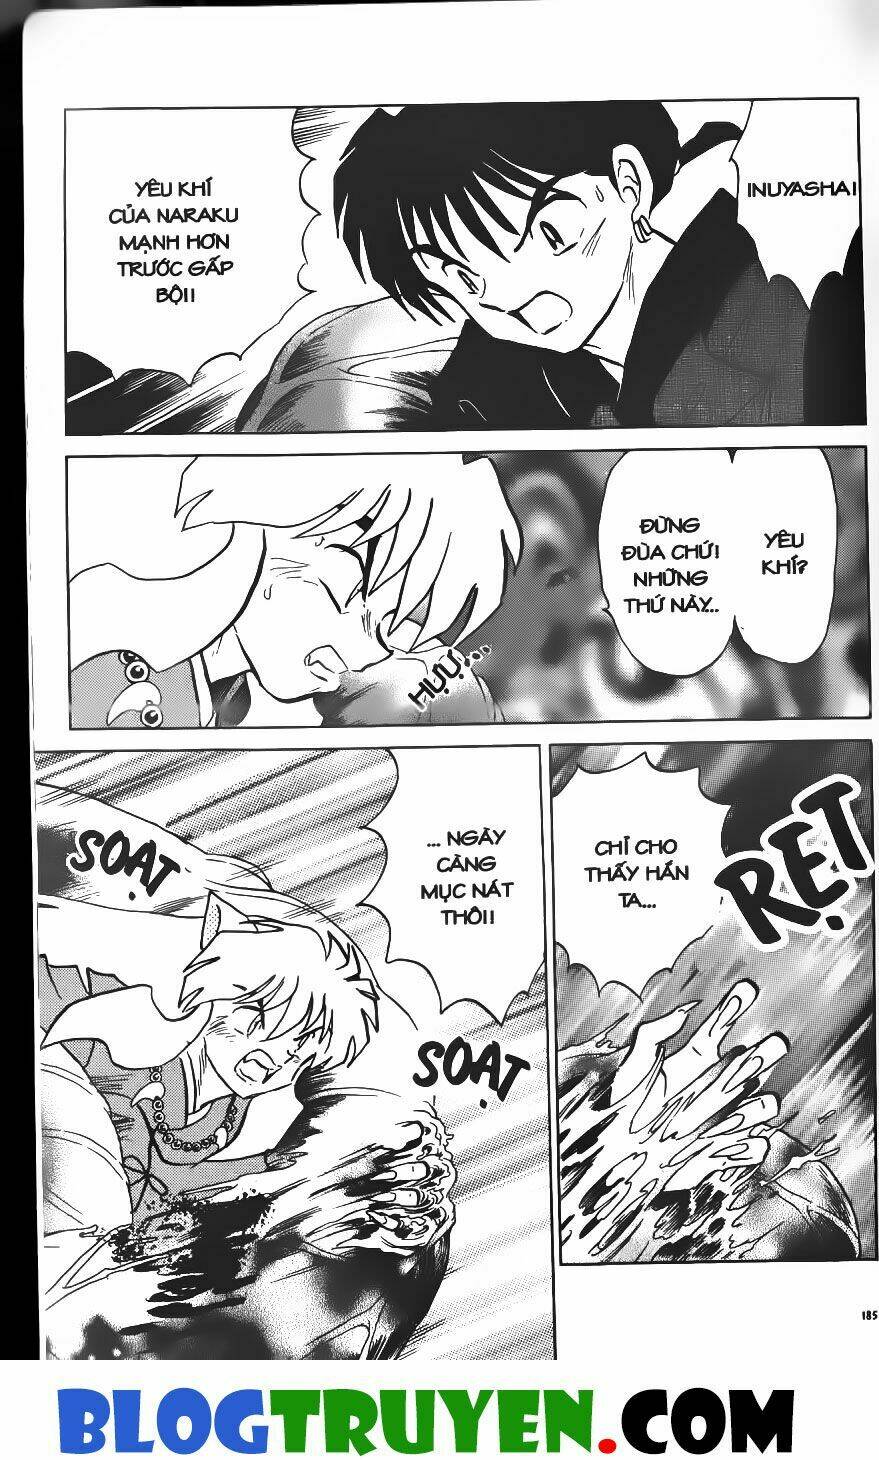 INUYASHA!
YÊU KHÍ
CỦA NARAKU
MẠNH HƠN
TRƯỚC GẤP
BỘI!!
YÊU
KHÍ?
ĐỪNG
ĐÙA CHỨ!
NHỮNG
THỨ NÀY...
HỰ...
RẸT
CHỈ CHO
THẤY HẮN
TA...
... NGÀY
CÀNG
MỤC NÁT
THÔI!!
SOẠT
SOẠT
185
BLOGTRUYEN.COM